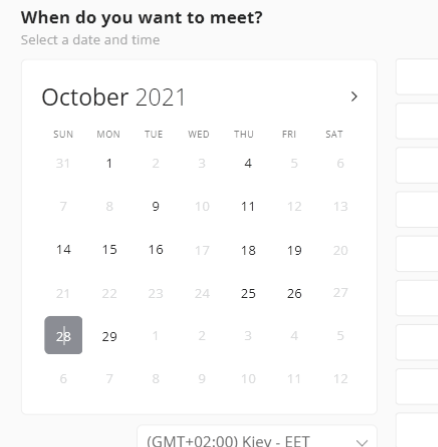 When do you want to meet?
Select a date and time
October 2021
SUN MON TUE WED THU FRI SAT
31 1 2 3 4 5 6
7 8 9 10 11 12 13
14 15 16 17 18 19 20
21 22 23 24 25 26 27
28 29 1 2 3 4 5
6 7 8 9 10 11 12
(GMT+02:00) Kiev - EET